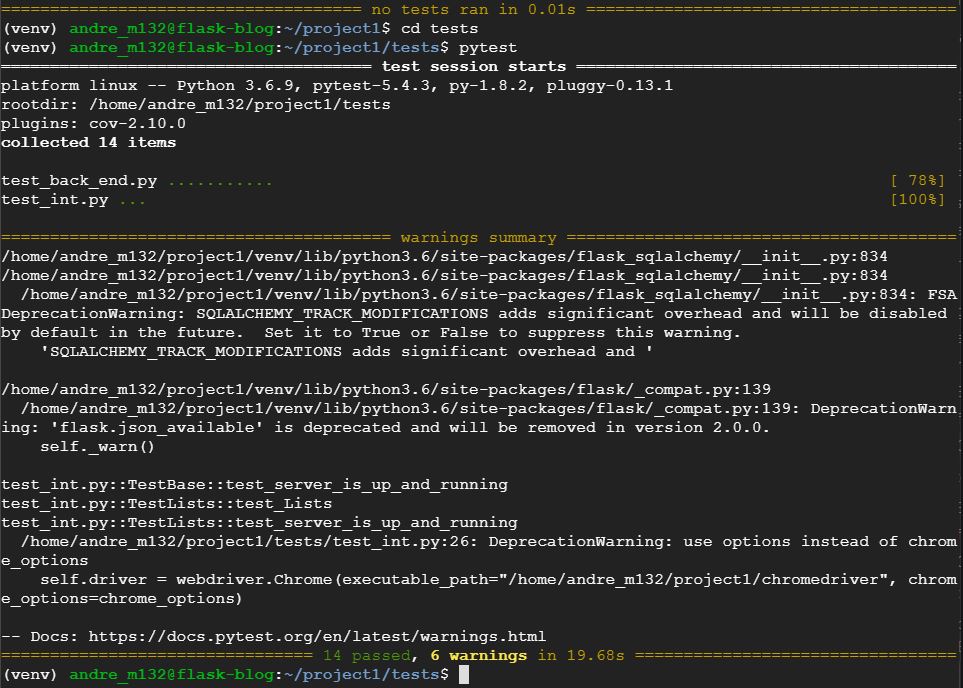 ===================================== no tests ran in 0.01s ======================================
(venv) andre_m132@flask-blog:~/project1$ cd tests
(venv) andre_m132@flask-blog:~/project1/tests$ pytest
====================================== test session starts =======================================
platform linux -- Python 3.6.9, pytest-5.4.3, py-1.8.2, pluggy-0.13.1
rootdir: /home/andre_m132/project1/tests
plugins: cov-2.10.0
collected 14 items

test_back_end.py ........... [ 78%]
test_int.py ... [100%]

======================================== warnings summary ========================================
/home/andre_m132/project1/venv/lib/python3.6/site-packages/flask_sqlalchemy/__init__.py:834
/home/andre_m132/project1/venv/lib/python3.6/site-packages/flask_sqlalchemy/__init__.py:834
  /home/andre_m132/project1/venv/lib/python3.6/site-packages/flask_sqlalchemy/__init__.py:834: FSA
DeprecationWarning: SQLALCHEMY_TRACK_MODIFICATIONS adds significant overhead and will be disabled
by default in the future.  Set it to True or False to suppress this warning.
    'SQLALCHEMY_TRACK_MODIFICATIONS adds significant overhead and '

/home/andre_m132/project1/venv/lib/python3.6/site-packages/flask/_compat.py:139
  /home/andre_m132/project1/venv/lib/python3.6/site-packages/flask/_compat.py:139: DeprecationWarn
ing: 'flask.json_available' is deprecated and will be removed in version 2.0.0.
    self._warn()

test_int.py::TestBase::test_server_is_up_and_running
test_int.py::TestLists::test_Lists
test_int.py::TestLists::test_server_is_up_and_running
  /home/andre_m132/project1/tests/test_int.py:26: DeprecationWarning: use options instead of chrom
e_options
    self.driver = webdriver.Chrome(executable_path="/home/andre_m132/project1/chromedriver", chrom
e_options=chrome_options)

-- Docs: https://docs.pytest.org/en/latest/warnings.html
================================ 14 passed, 6 warnings in 19.68s =================================
(venv) andre_m132@flask-blog:~/project1/tests$